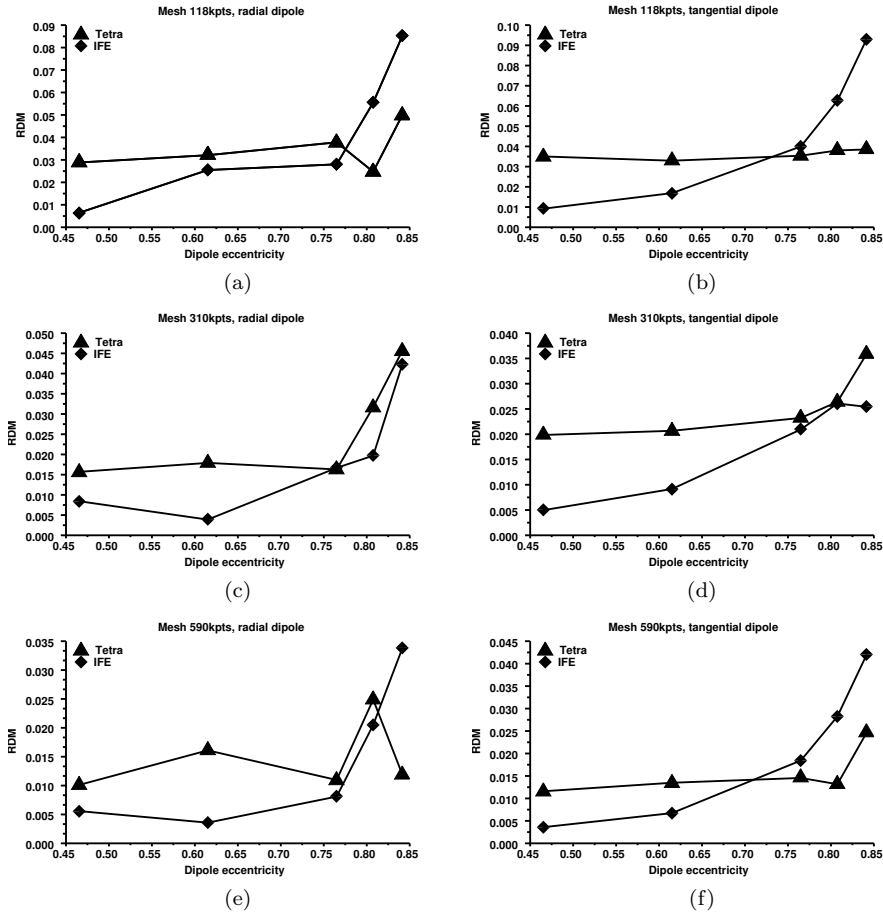 Mesh 118kpts, radial dipole
Tetra
IFE
RDM
0.09
0.08
0.07
0.06
0.05
0.04
0.03
0.02
0.01
0.00
0.45 0.50 0.55 0.60 0.65 0.70 0.75 0.80 0.85
Dipole eccentricity
(a)
Mesh 118kpts, tangential dipole
Tetra
IFE
RDM
0.10
0.09
0.08
0.07
0.06
0.05
0.04
0.03
0.02
0.01
0.00
0.45 0.50 0.55 0.60 0.65 0.70 0.75 0.80 0.85
Dipole eccentricity
(b)
Mesh 310kpts, radial dipole
Tetra
IFE
RDM
0.050
0.045
0.040
0.035
0.030
0.025
0.020
0.015
0.010
0.005
0.000
0.45 0.50 0.55 0.60 0.65 0.70 0.75 0.80 0.85
Dipole eccentricity
(c)
Mesh 310kpts, tangential dipole
Tetra
IFE
RDM
0.040
0.035
0.030
0.025
0.020
0.015
0.010
0.005
0.000
0.45 0.50 0.55 0.60 0.65 0.70 0.75 0.80 0.85
Dipole eccentricity
(d)
Mesh 590kpts, radial dipole
Tetra
IFE
RDM
0.035
0.030
0.025
0.020
0.015
0.010
0.005
0.000
0.45 0.50 0.55 0.60 0.65 0.70 0.75 0.80 0.85
Dipole eccentricity
(e)
Mesh 590kpts, tangential dipole
Tetra
IFE
RDM
0.045
0.040
0.035
0.030
0.025
0.020
0.015
0.010
0.005
0.000
0.45 0.50 0.55 0.60 0.65 0.70 0.75 0.80 0.85
Dipole eccentricity
(f)